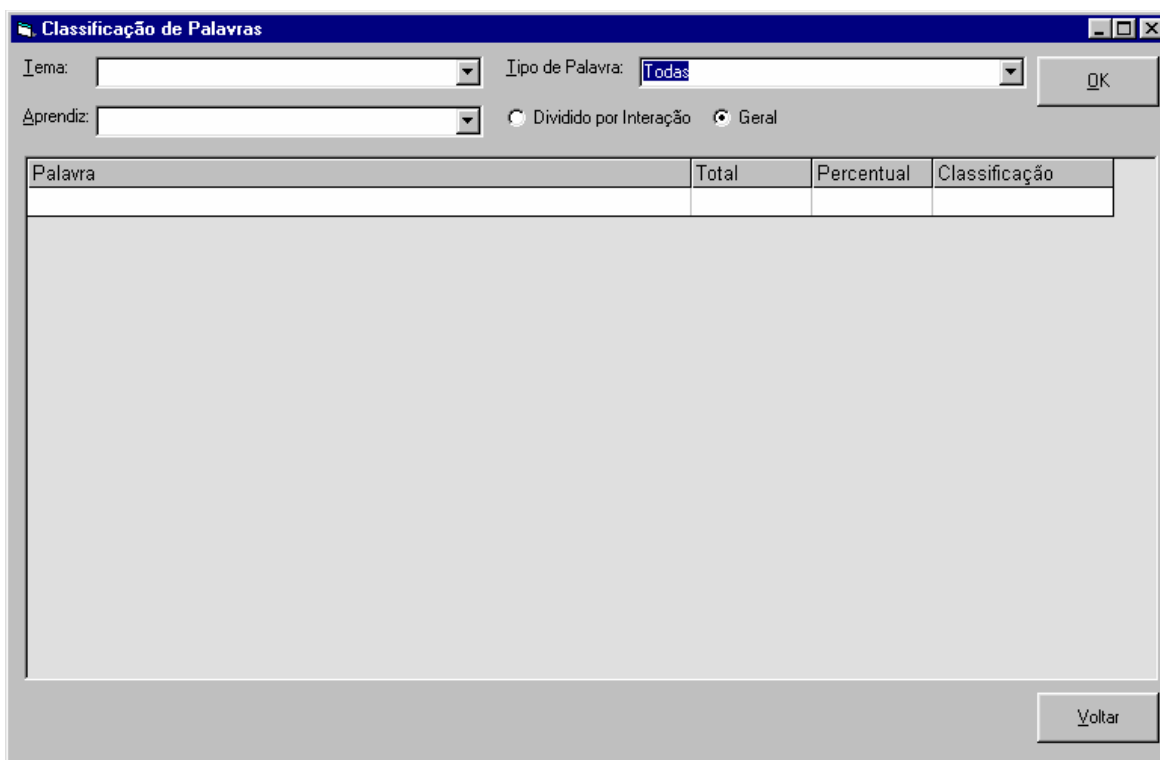 Classificação de Palavras
Tema: Tipo de Palavra: Todas OK
Aprendiz: Dividido por Interação Geral
Palavra Total Percentual Classificação
Voltar